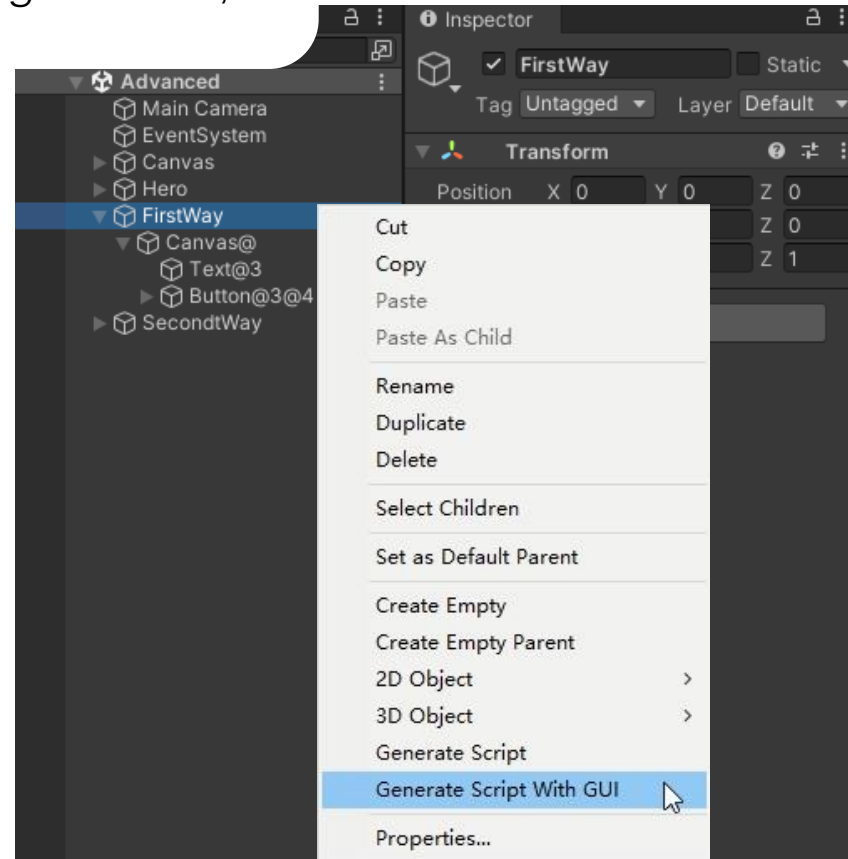 Inspector
Advanced
Main Camera
EventSystem
Canvas
Hero
FirstWay
Canvas@
Text@3
Button@3@4
SecondtWay
FirstWay
Static
Tag Untagged Layer Default
Transform
Position X 0 Y 0 Z 0
Z 0
Z 1
Cut
Copy
Paste
Paste As Child
Rename
Duplicate
Delete
Select Children
Set as Default Parent
Create Empty
Create Empty Parent
2D Object >
3D Object >
Generate Script
Generate Script With GUI
Properties...